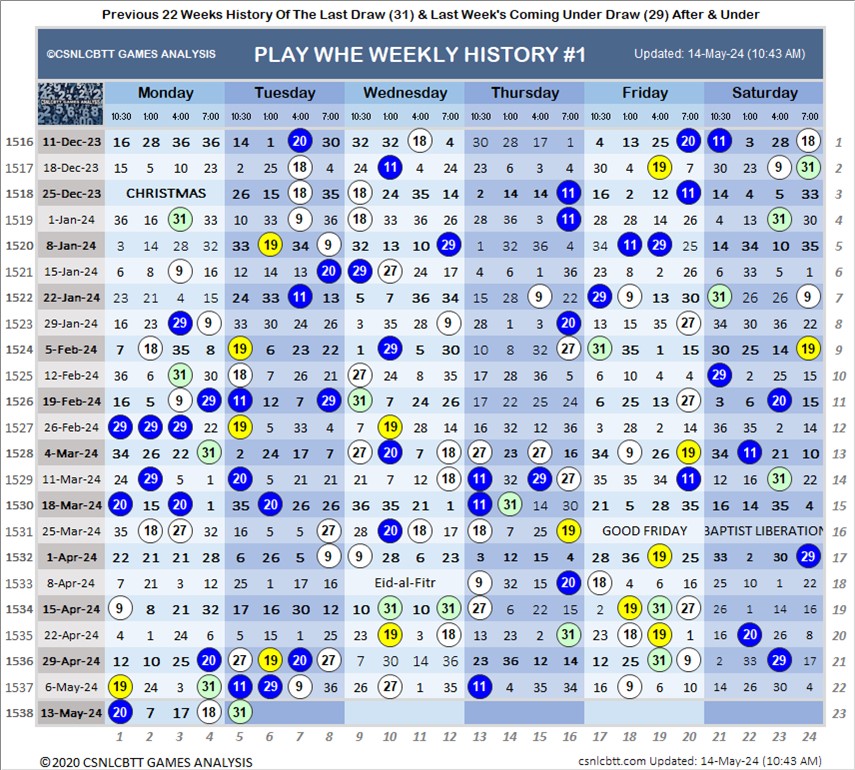 Previous 22 Weeks History Of The Last Draw (31) & Last Week's Coming Under Draw (29) After & Under
©CSNLCBTT GAMES ANALYSIS PLAY WHE WEEKLY HISTORY #1 Updated: 14-May-24 (10:43 AM)
Monday Tuesday Wednesday Thursday Friday Saturday
10:30 1:00 4:00 7:00 10:30 1:00 4:00 7:00 10:30 1:00 4:00 7:00 10:30 1:00 4:00 7:00 10:30 1:00 4:00 7:00 10:30 1:00 4:00 7:00
1516 11-Dec-23 16 28 36 36 14 1 20 30 32 32 18 4 30 28 17 1 4 13 25 20 11 3 28 18 1
1517 18-Dec-23 15 5 10 23 2 25 18 4 24 11 4 24 23 6 3 4 30 4 19 7 30 23 9 31 2
1518 25-Dec-23 CHRISTMAS 26 15 18 35 18 24 35 14 2 14 14 11 16 2 12 11 14 4 5 33 3
1519 1-Jan-24 36 16 31 33 10 33 9 36 18 33 36 26 28 36 3 11 28 28 14 26 4 4 23 30 4
1520 8-Jan-24 3 14 28 32 33 19 34 9 32 13 10 29 1 32 36 4 34 11 29 25 14 34 10 35 5
1521 15-Jan-24 6 8 9 16 12 14 13 20 29 27 24 17 4 6 1 36 23 8 2 26 6 33 5 1 6
1522 22-Jan-24 23 21 4 15 24 33 11 13 5 7 36 34 15 28 9 22 29 9 13 30 31 26 26 9 7
1523 29-Jan-24 16 23 29 9 33 30 24 26 3 35 28 9 28 1 3 20 13 15 35 27 34 30 36 22 8
1524 5-Feb-24 7 18 35 8 19 6 23 22 1 29 5 30 10 8 32 27 31 35 1 15 30 25 14 19 9
1525 12-Feb-24 36 6 31 30 18 7 26 21 27 24 8 35 17 28 36 5 6 10 4 4 29 2 25 15 10
1526 19-Feb-24 16 5 9 29 11 12 7 29 31 7 24 26 17 22 25 24 6 25 13 27 3 6 20 15 11
1527 26-Feb-24 29 29 29 22 19 5 33 4 7 19 28 14 16 32 12 36 3 28 2 14 36 35 2 14 12
1528 4-Mar-24 34 26 22 31 2 24 17 7 27 20 7 18 27 23 27 16 34 9 26 19 34 11 21 10 13
1529 11-Mar-24 24 29 5 1 20 5 21 21 21 7 12 18 11 15 29 27 35 34 34 11 12 23 31 22 14
1530 18-Mar-24 20 15 20 1 35 20 26 26 36 35 21 1 11 31 14 30 21 5 28 35 16 14 35 4 15
1531 25-Mar-24 35 18 27 32 16 5 5 27 28 20 18 17 18 7 25 19 GOOD FRIDAY BAPTIST LIBERATION 16
1532 1-Apr-24 22 21 21 28 6 26 5 9 9 28 6 23 3 12 15 4 28 36 19 25 33 2 30 29 17
1533 8-Apr-24 7 21 3 12 25 1 17 16 Eid-al-Fitr 9 32 15 20 18 4 6 16 25 10 1 22 18
1534 15-Apr-24 9 8 21 32 17 16 30 12 10 31 10 31 27 6 22 15 2 19 31 27 26 1 14 16 19
1535 22-Apr-24 4 1 24 6 5 15 1 25 22 19 3 18 13 23 2 31 23 18 19 1 22 20 26 8 20
1536 29-Apr-24 12 10 25 20 27 19 20 27 7 30 14 36 23 36 12 14 12 25 31 9 2 33 29 17 21
1537 6-May-24 19 24 3 31 11 29 9 36 26 27 1 35 11 4 35 34 17 9 6 10 22 26 30 4 22
1538 13-May-24 20 7 17 18 31 23
1 2 3 4 5 6 7 8 9 10 11 12 13 14 15 16 17 18 19 20 21 22 23 24
©2020 CSNLCBTT GAMES ANALYSIS csnlcbtt.com Updated: 14-May-24 (10:43 AM)